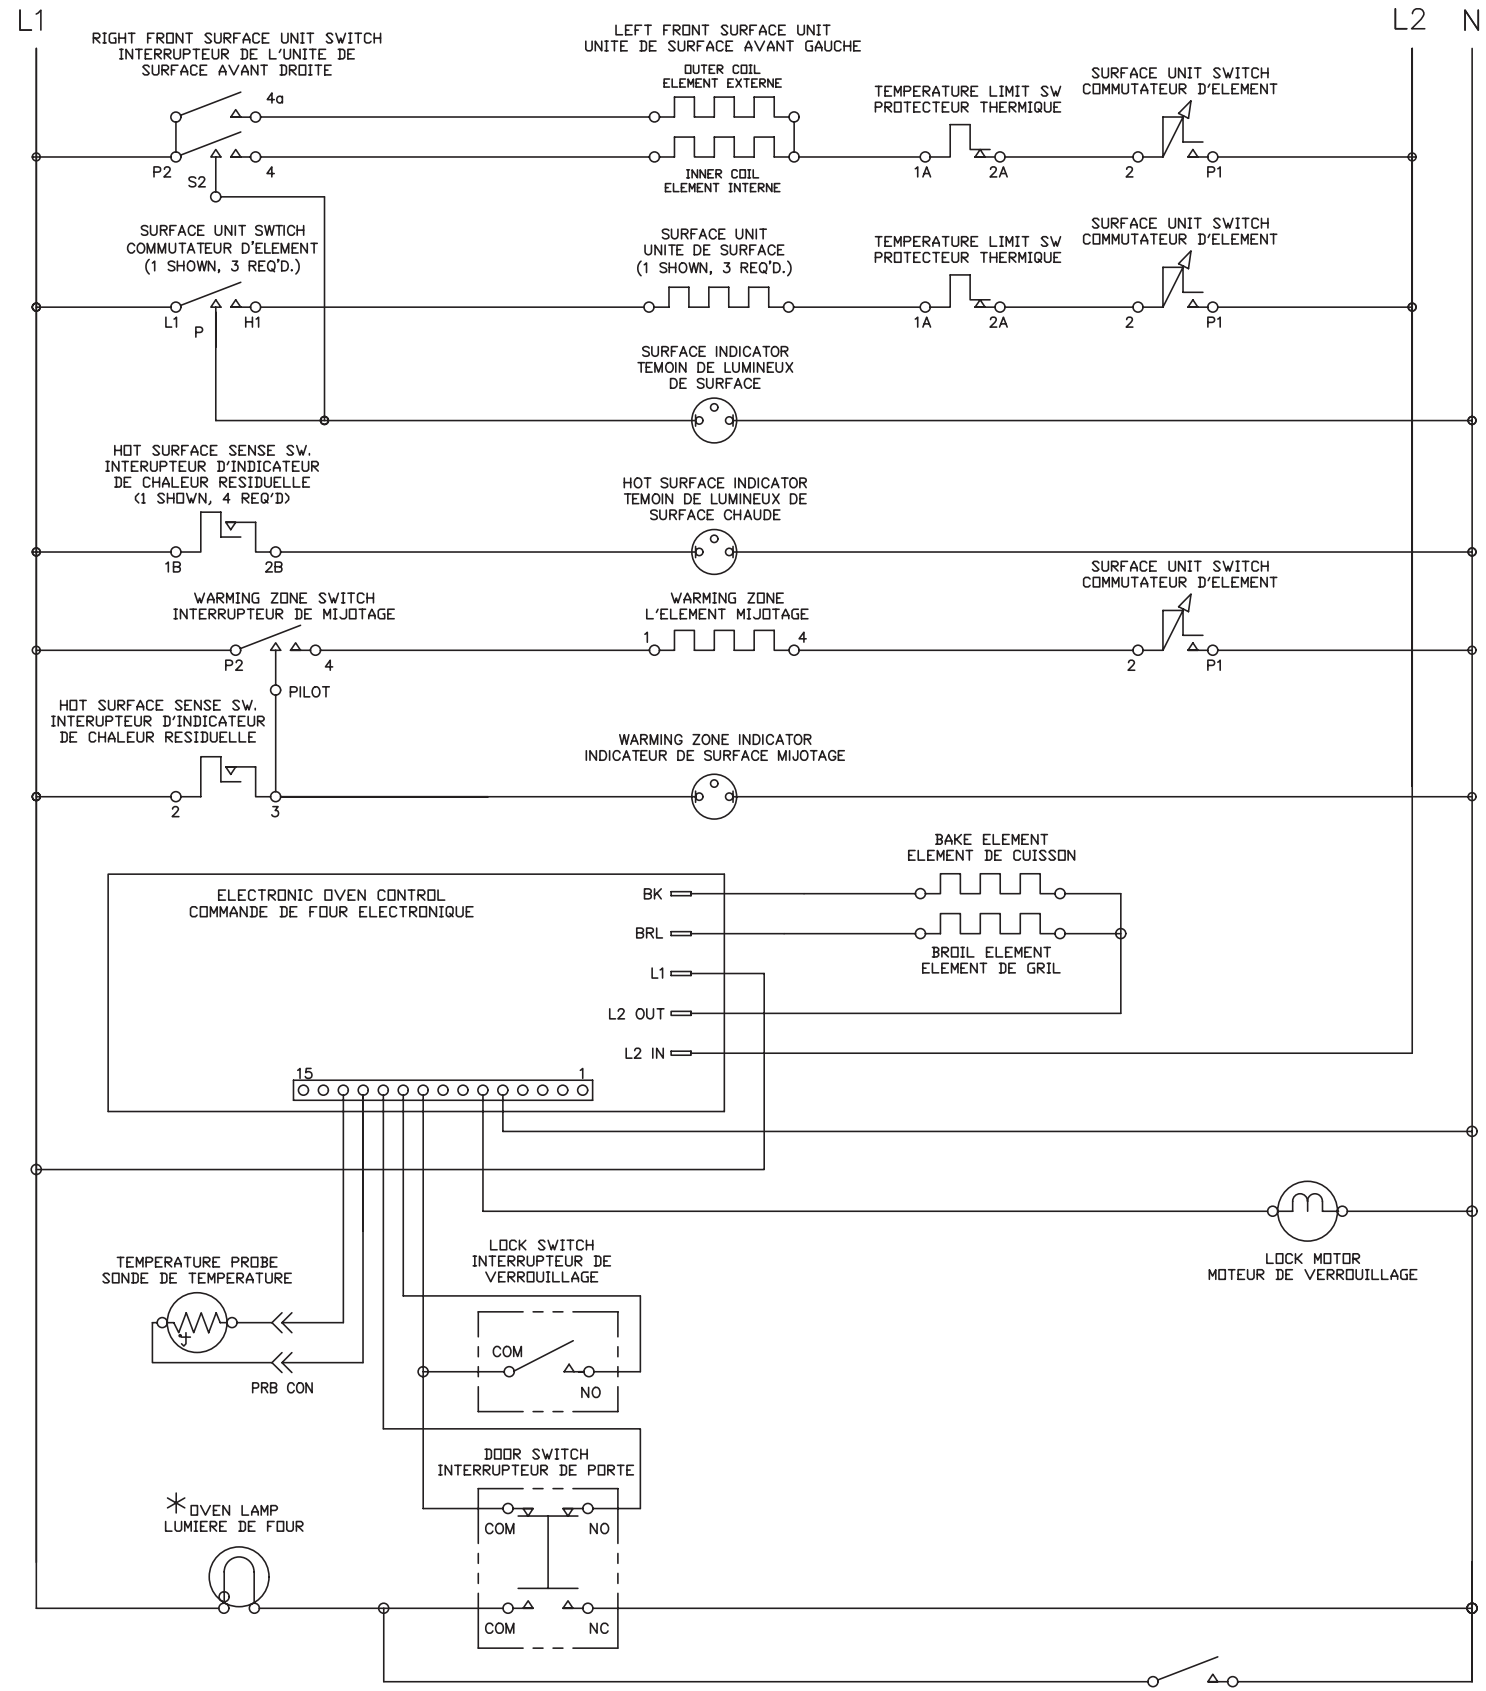 L1
L2 N
RIGHT FRONT SURFACE UNIT SWITCH
INTERRUPTEUR DE L'UNITE DE
SURFACE AVANT DROITE
LEFT FRONT SURFACE UNIT
UNITE DE SURFACE AVANT GAUCHE
OUTER COIL
ELEMENT EXTERNE
TEMPERATURE LIMIT SW
PROTECTEUR THERMIQUE
SURFACE UNIT SWITCH
COMMUTATEUR D'ELEMENT
4a
P2
S2
4
INNER COIL
ELEMENT INTERNE
1A
2A
2
P1
SURFACE UNIT SWTICH
COMMUTATEUR D'ELEMENT
(1 SHOWN, 3 REQ'D.)
SURFACE UNIT
UNITE DE SURFACE
(1 SHOWN, 3 REQ'D.)
TEMPERATURE LIMIT SW
PROTECTEUR THERMIQUE
SURFACE UNIT SWITCH
COMMUTATEUR D'ELEMENT
L1
P
H1
1A
2A
2
P1
SURFACE INDICATOR
TEMOIN DE LUMINEUX
DE SURFACE
HOT SURFACE SENSE SW.
INTERUPTEUR D'INDICATEUR
DE CHALEUR RESIDUELLE
(1 SHOWN, 4 REQ'D)
HOT SURFACE INDICATOR
TEMOIN DE LUMINEUX DE
SURFACE CHAUDE
1B
2B
WARMING ZONE SWITCH
INTERRUPTEUR DE MIJOTAGE
WARMING ZONE
L'ELEMENT MIJOTAGE
SURFACE UNIT SWITCH
COMMUTATEUR D'ELEMENT
P2
4
1
4
2
P1
PILOT
HOT SURFACE SENSE SW.
INTERUPTEUR D'INDICATEUR
DE CHALEUR RESIDUELLE
WARMING ZONE INDICATOR
INDICATEUR DE SURFACE MIJOTAGE
2
3
BAKE ELEMENT
ELEMENT DE CUISSON
ELECTRONIC OVEN CONTROL
COMMANDE DE FOUR ELECTRONIQUE
BK
BRL
BROIL ELEMENT
ELEMENT DE GRIL
L1
L2 OUT
L2 IN
15
1
LOCK MOTOR
MOTEUR DE VERROUILLAGE
LOCK SWITCH
INTERRUPTEUR DE
VERROUILLAGE
TEMPERATURE PROBE
SONDE DE TEMPERATURE
PRB CON
COM
NO
DOOR SWITCH
INTERRUPTEUR DE PORTE
COM
NO
* OVEN LAMP
LUMIERE DE FOUR
COM
NC